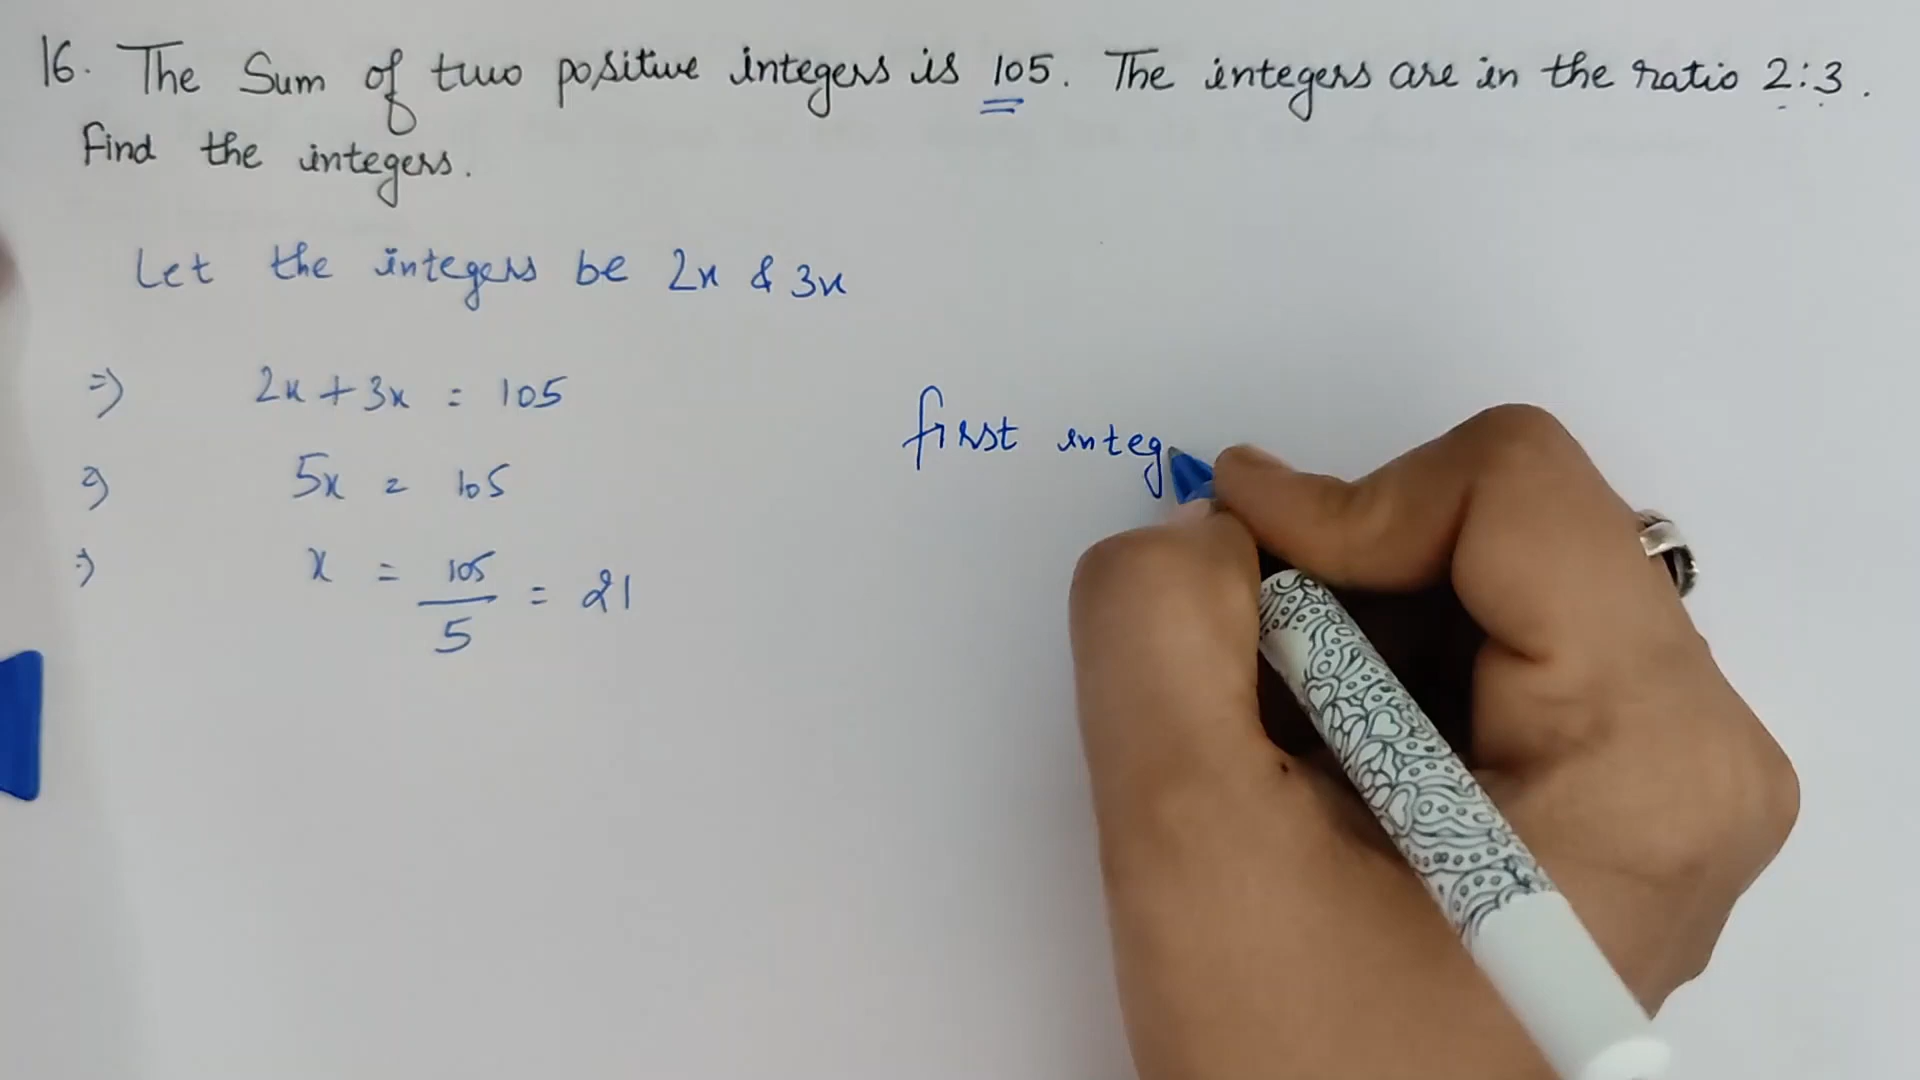 16. The Sum of two positive integers is 105. The integers are in the ratio 2:3.
Find the integers.
Let the integers be 2x & 3x
=> 2x + 3x = 105
=> 5x = 105
=> x = 105/5 = 21
first integ